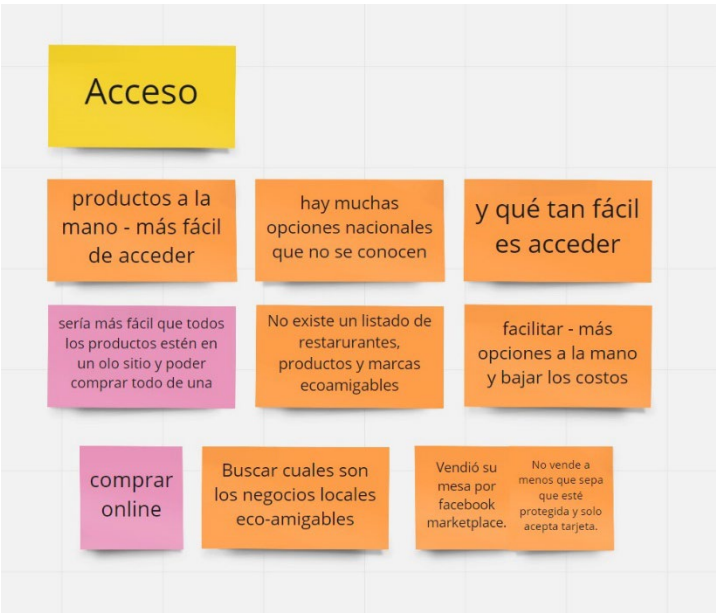 Acceso
productos a la
mano - más fácil
de acceder
hay muchas
opciones nacionales
que no se conocen
y qué tan fácil
es acceder
sería más fácil que todos
los productos estén en
un olo sitio y poder
comprar todo de una
No existe un listado de
restarurantes,
productos y marcas
ecoamigables
facilitar - más
opciones a la mano
y bajar los costos
comprar
online
Buscar cuales son
los negocios locales
eco-amigables
Vendió su
mesa por
facebook
marketplace.
No vende a
menos que sepa
que esté
protegida y solo
acepta tarjeta.